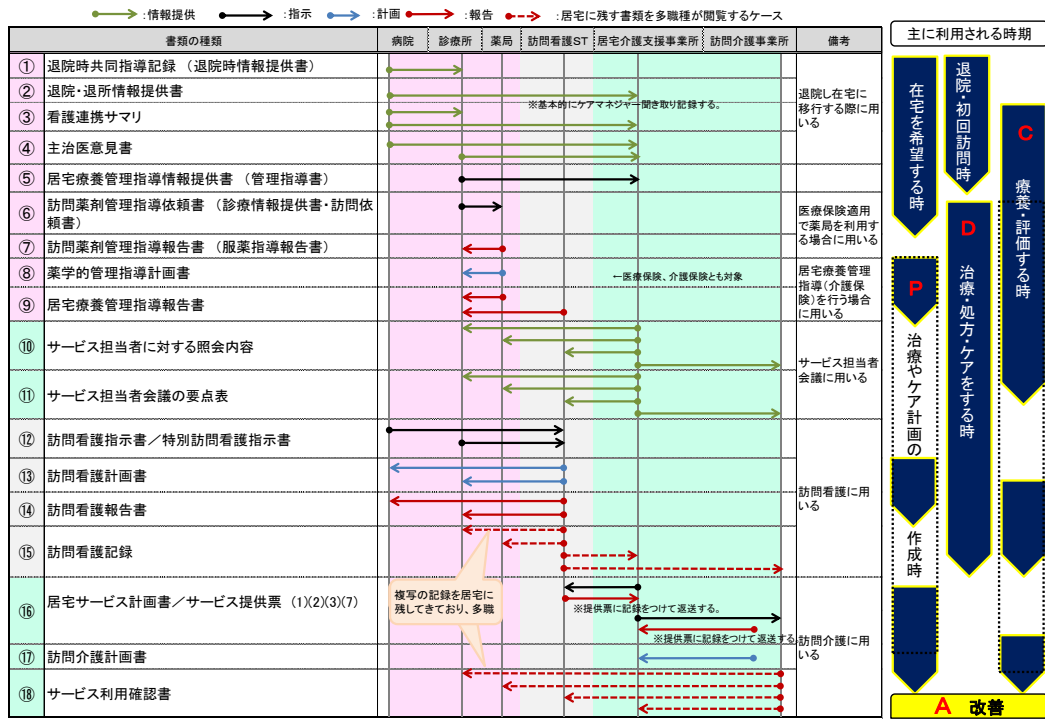 :情報提供 :指示 :計画 :報告 :居宅に残す書類を多職種が閲覧するケース
書類の種類 病院 診療所 薬局 訪問看護ST 居宅介護支援事業所 訪問介護事業所 備考
① 退院時共同指導記録 (退院時情報提供書)
② 退院・退所情報提供書
※基本的にケアマネジャー聞き取り記録する。
③ 看護連携サマリ
④ 主治医意見書
退院し在宅に
移行する際に用
いる
⑤ 居宅療養管理指導情報提供書 (管理指導書)
⑥ 訪問薬剤管理指導依頼書 (診療情報提供書・訪問依
頼書)
⑦ 訪問薬剤管理指導報告書 (服薬指導報告書)
医療保険適用
で薬局を利用す
る場合に用いる
⑧ 薬学的管理指導計画書
←医療保険、介護保険とも対象
⑨ 居宅療養管理指導報告書
居宅療養管理
指導(介護保
険)を行う場合
に用いる
⑩ サービス担当者に対する照会内容
⑪ サービス担当者会議の要点表
サービス担当者
会議に用いる
⑫ 訪問看護指示書/特別訪問看護指示書
⑬ 訪問看護計画書
⑭ 訪問看護報告書
⑮ 訪問看護記録
訪問看護に用
いる
複写の記録を居宅に
残してきており、多職
⑯ 居宅サービス計画書/サービス提供票 (1)(2)(3)(7)
※提供票に記録をつけて返送する。
※提供票に記録をつけて返送する。
⑰ 訪問介護計画書
⑱ サービス利用確認書
訪問介護に用
いる
主に利用される時期
在宅を希望する時
退院・初回訪問時
C 療養・評価する時
D 治療・処方・ケアをする時
P 治療やケア計画の作成時
A 改善